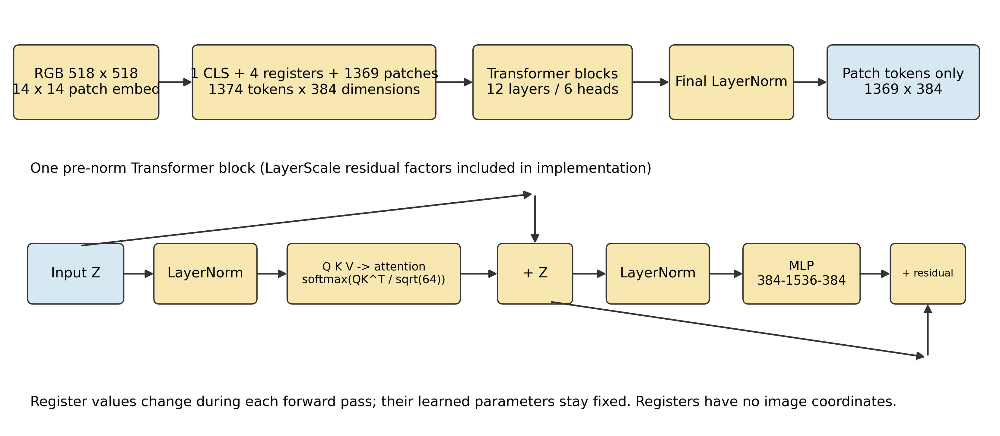 RGB 518 x 518
14 x 14 patch embed
1 CLS + 4 registers + 1369 patches
1374 tokens x 384 dimensions
Transformer blocks
12 layers / 6 heads
Final LayerNorm
Patch tokens only
1369 x 384
One pre-norm Transformer block (LayerScale residual factors included in implementation)
Input Z
LayerNorm
Q K V -> attention
softmax(QK^T / sqrt(64))
+ Z
LayerNorm
MLP
384-1536-384
+ residual
Register values change during each forward pass; their learned parameters stay fixed. Registers have no image coordinates.